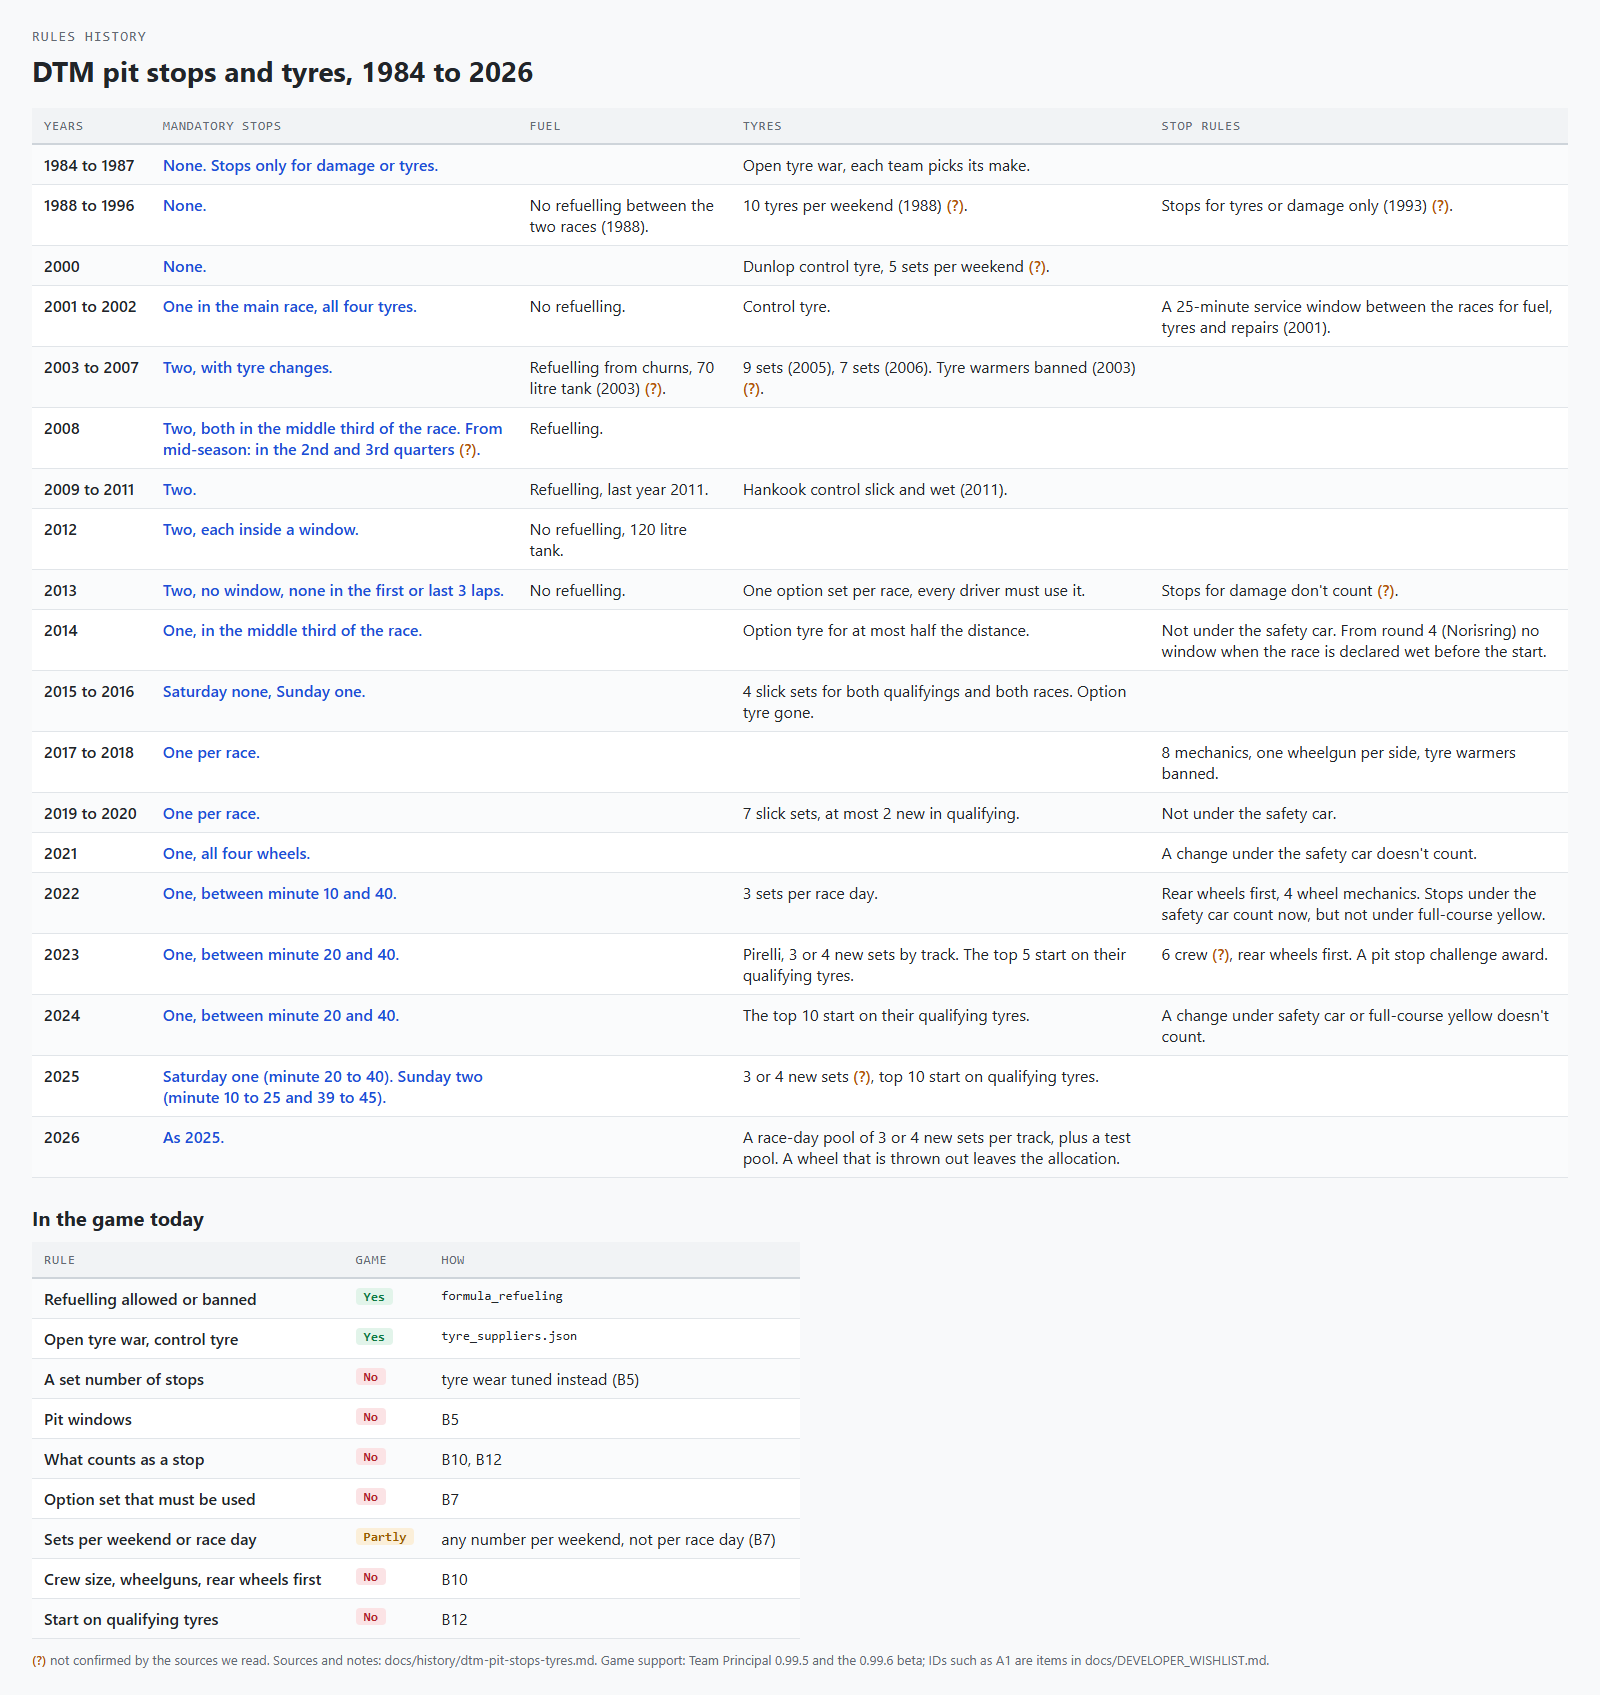 RULES HISTORY
DTM pit stops and tyres, 1984 to 2026
YEARS MANDATORY STOPS FUEL TYRES STOP RULES
1984 to 1987 None. Stops only for damage or tyres. Open tyre war, each team picks its make.
1988 to 1996 None. No refuelling between the 10 tyres per weekend (1988) (?). Stops for tyres or damage only (1993) (?).
two races (1988).
2000 None. Dunlop control tyre, 5 sets per weekend (?).
2001 to 2002 One in the main race, all four tyres. No refuelling. Control tyre. A 25-minute service window between the races for fuel,
tyres and repairs (2001).
2003 to 2007 Two, with tyre changes. Refuelling from churns, 70 9 sets (2005), 7 sets (2006). Tyre warmers banned (2003)
litre tank (2003) (?). (?).
2008 Two, both in the middle third of the race. From Refuelling.
mid-season: in the 2nd and 3rd quarters (?).
2009 to 2011 Two. Refuelling, last year 2011. Hankook control slick and wet (2011).
2012 Two, each inside a window. No refuelling, 120 litre
tank.
2013 Two, no window, none in the first or last 3 laps. No refuelling. One option set per race, every driver must use it. Stops for damage don't count (?).
2014 One, in the middle third of the race. Option tyre for at most half the distance. Not under the safety car. From round 4 (Norisring) no
window when the race is declared wet before the start.
2015 to 2016 Saturday none, Sunday one. 4 slick sets for both qualifyings and both races. Option
tyre gone.
2017 to 2018 One per race. 8 mechanics, one wheelgun per side, tyre warmers
banned.
2019 to 2020 One per race. 7 slick sets, at most 2 new in qualifying. Not under the safety car.
2021 One, all four wheels. A change under the safety car doesn't count.
2022 One, between minute 10 and 40. 3 sets per race day. Rear wheels first, 4 wheel mechanics. Stops under the
safety car count now, but not under full-course yellow.
2023 One, between minute 20 and 40. Pirelli, 3 or 4 new sets by track. The top 5 start on their 6 crew (?), rear wheels first. A pit stop challenge award.
qualifying tyres.
2024 One, between minute 20 and 40. The top 10 start on their qualifying tyres. A change under safety car or full-course yellow doesn't
count.
2025 Saturday one (minute 20 to 40). Sunday two 3 or 4 new sets (?), top 10 start on qualifying tyres.
(minute 10 to 25 and 39 to 45).
2026 As 2025. A race-day pool of 3 or 4 new sets per track, plus a test
pool. A wheel that is thrown out leaves the allocation.
In the game today
RULE GAME HOW
Refuelling allowed or banned Yes formula_refueling
Open tyre war, control tyre Yes tyre_suppliers.json
A set number of stops No tyre wear tuned instead (B5)
Pit windows No B5
What counts as a stop No B10, B12
Option set that must be used No B7
Sets per weekend or race day Partly any number per weekend, not per race day (B7)
Crew size, wheelguns, rear wheels first No B10
Start on qualifying tyres No B12
(?) not confirmed by the sources we read. Sources and notes: docs/history/dtm-pit-stops-tyres.md. Game support: Team Principal 0.99.5 and the 0.99.6 beta; IDs such as A1 are items in docs/DEVELOPER_WISHLIST.md.